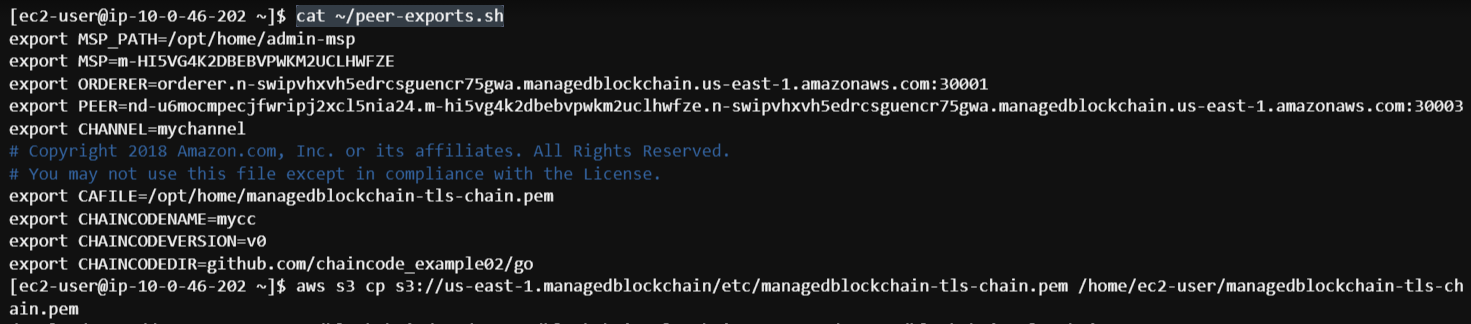 [ec2-user@ip-10-0-46-202 ~]$ cat ~/peer-exports.sh
export MSP_PATH=/opt/home/admin-msp
export MSP=m-HI5VG4K2DBEBVPWKM2UCLHWFZE
export ORDERER=orderer.n-swipvhxvh5edrcsguencr75gwa.managedblockchain.us-east-1.amazonaws.com:30001
export PEER=nd-u6mocmpecjfwripj2xcl5nia24.m-hi5vg4k2dbebvpwkm2uclhwfze.n-swipvhxvh5edrcsguencr75gwa.managedblockchain.us-east-1.amazonaws.com:30003
export CHANNEL=mychannel
# Copyright 2018 Amazon.com, Inc. or its affiliates. All Rights Reserved.
# You may not use this file except in compliance with the License.
export CAFILE=/opt/home/managedblockchain-tls-chain.pem
export CHAINCODENAME=mycc
export CHAINCODEVERSION=v0
export CHAINCODEDIR=github.com/chaincode_example02/go
[ec2-user@ip-10-0-46-202 ~]$ aws s3 cp s3://us-east-1.managedblockchain/etc/managedblockchain-tls-chain.pem /home/ec2-user/managedblockchain-tls-ch
ain.pem